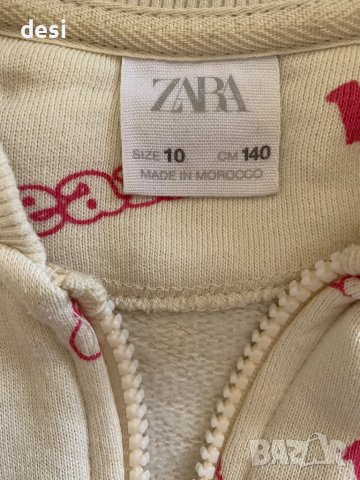 desi
ZARA
SIZE 10 CM 140
MADE IN MOROCCO
BAZAR